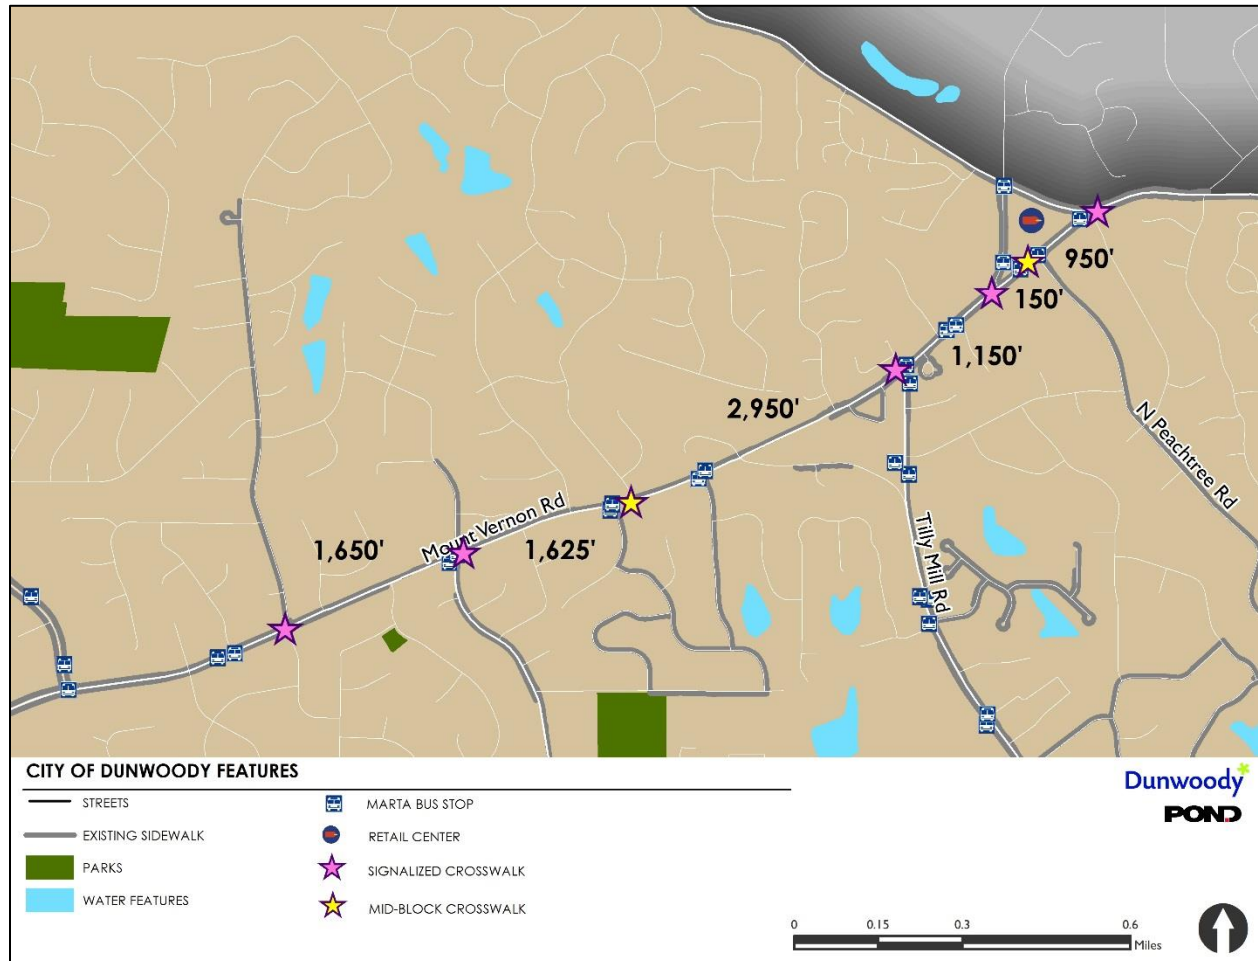 950'
150'
1,150'
2,950'
N Peachtree Rd
Mount Vernon Rd
1,650'
1,625'
Tilly Mill Rd
CITY OF DUNWOODY FEATURES
STREETS
EXISTING SIDEWALK
PARKS
WATER FEATURES
MARTA BUS STOP
RETAIL CENTER
SIGNALIZED CROSSWALK
MID-BLOCK CROSSWALK
Dunwoody*
POND
0 0.15 0.3 0.6
Miles